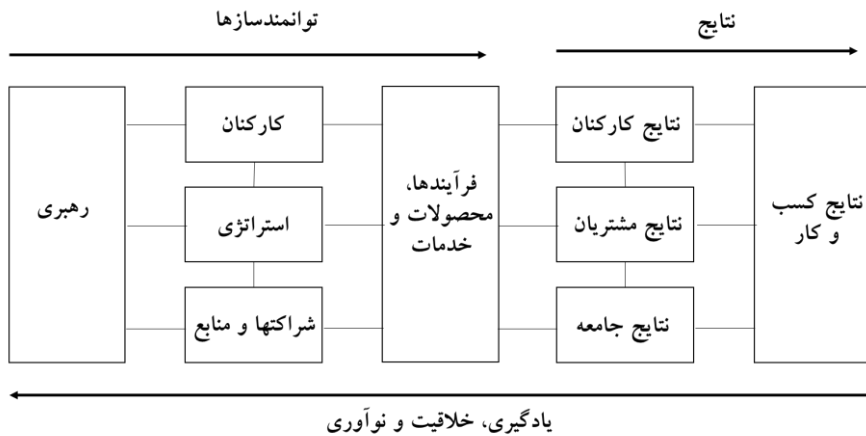 توانمندسازها
نتایج
رهبری
کارکنان
استراتژی
شراکتها و منابع
فرآیندها،
محصولات و
خدمات
نتایج کارکنان
نتایج مشتریان
نتایج جامعه
نتایج کسب
و کار
یادگیری، خلاقیت و نوآوری